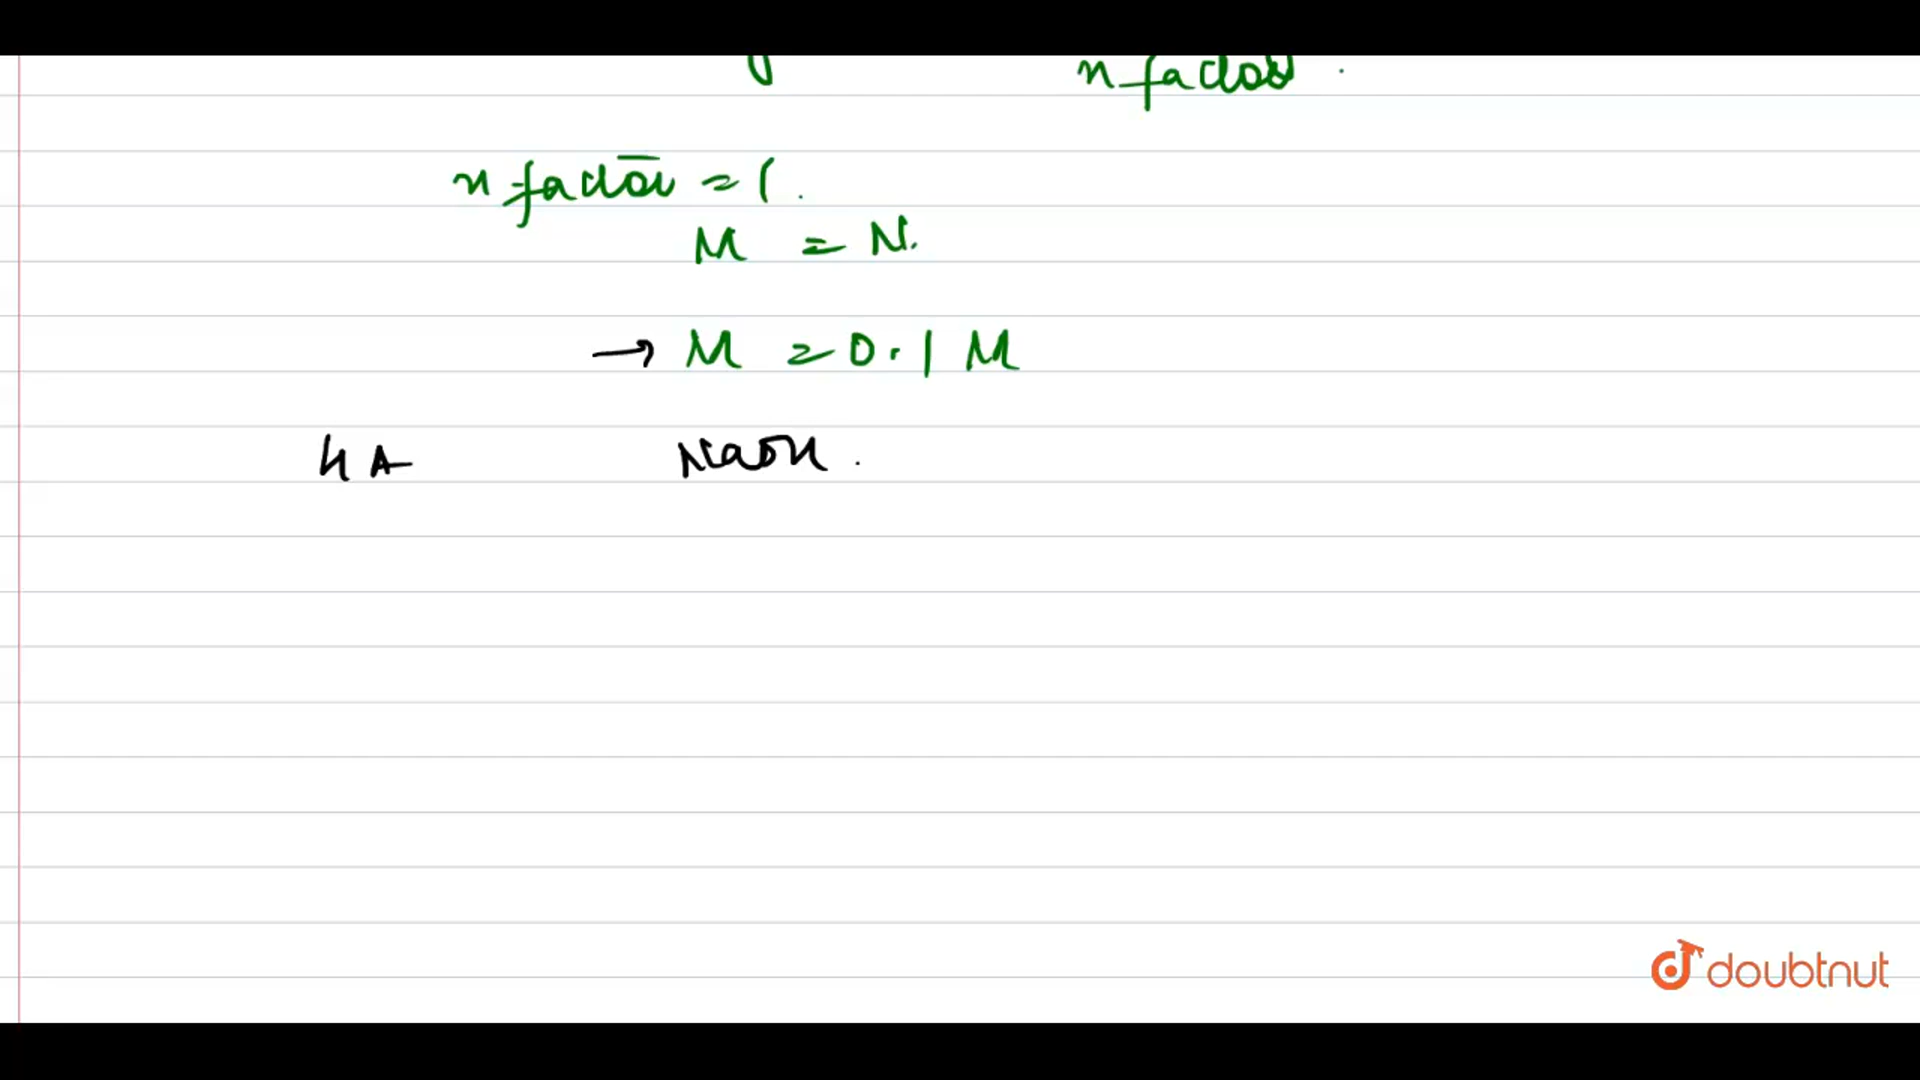 n factor .
n factor = 1 .
M = N.
→ M = 0.1 M
HA NaOH .
doubtnut